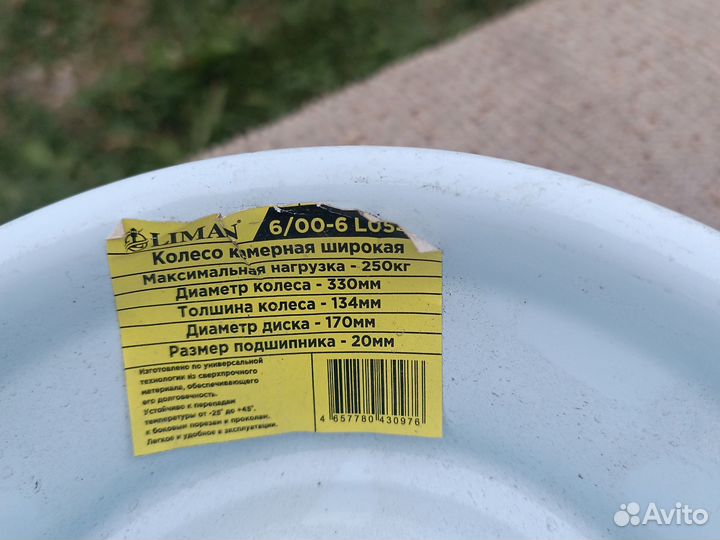 LIMAN
6/00-6
Колесо камерная широкая
Максимальная нагрузка - 250кг
Диаметр колеса - 330мм
Толшина колеса - 134мм
Диаметр диска - 170мм
Размер подшипника - 20мм
Изготовлено по универсальной
технологии из сверхпрочного
материала, обеспечивающего
его долговечность.
Устойчиво к перепадам
температуры от -25° до +45°,
к боковым порезам и проколам.
Легкое и удобное в эксплуатации.
4 657780 430976
Avito